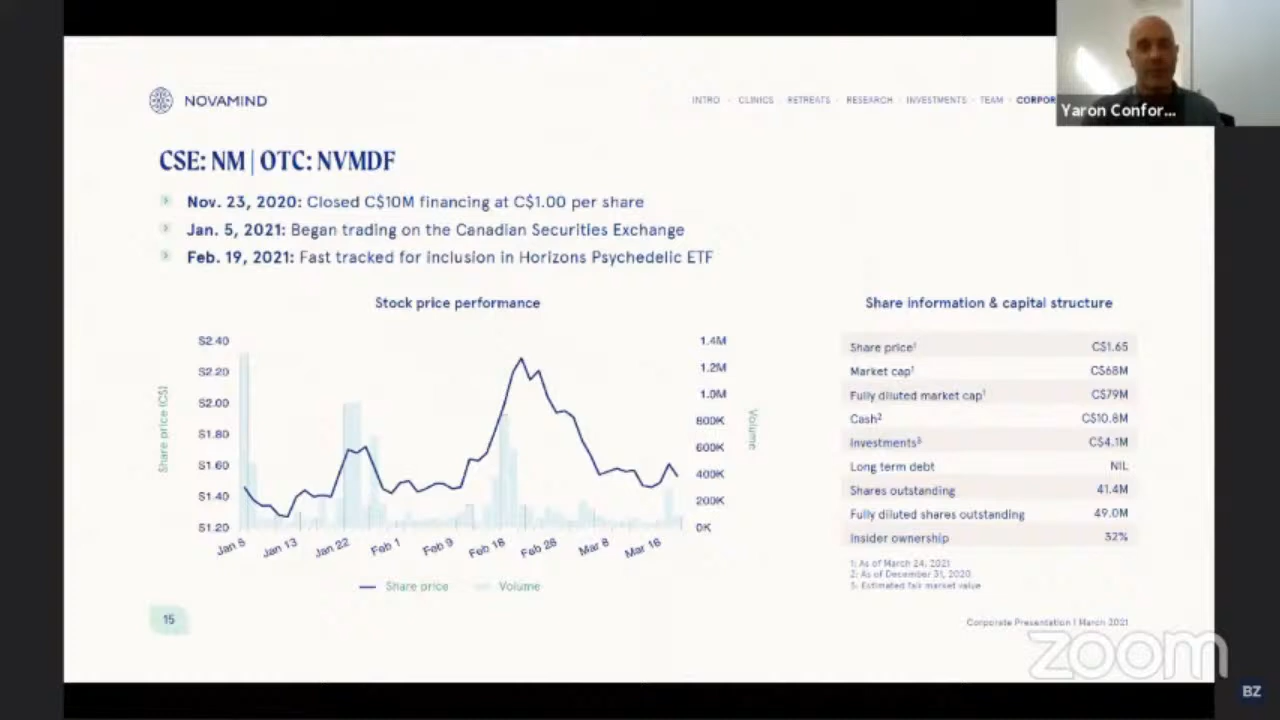 NOVAMIND
INTRO · CLINICS · RETREATS · RESEARCH · INVESTMENTS · TEAM · CORPOR
Yaron Confor...
CSE: NM | OTC: NVMDF
Nov. 23, 2020: Closed C$10M financing at C$1.00 per share
Jan. 5, 2021: Began trading on the Canadian Securities Exchange
Feb. 19, 2021: Fast tracked for inclusion in Horizons Psychedelic ETF
Stock price performance
Share price (C$)
$2.40
$2.20
$2.00
$1.80
$1.60
$1.40
$1.20
1.4M
1.2M
1.0M
800K
600K
400K
200K
0K
Volume
Jan 5
Jan 13
Jan 22
Feb 1
Feb 9
Feb 18
Feb 26
Mar 8
Mar 16
Share price
Volume
Share information & capital structure
Share price¹ C$1.65
Market cap¹ C$68M
Fully diluted market cap¹ C$79M
Cash² C$10.8M
Investments³ C$4.1M
Long term debt NIL
Shares outstanding 41.4M
Fully diluted shares outstanding 49.0M
Insider ownership 32%
1: As of March 24, 2021
2: As of December 31, 2020
3: Estimated fair market value
15
Corporate Presentation | March 2021
zoom
BZ